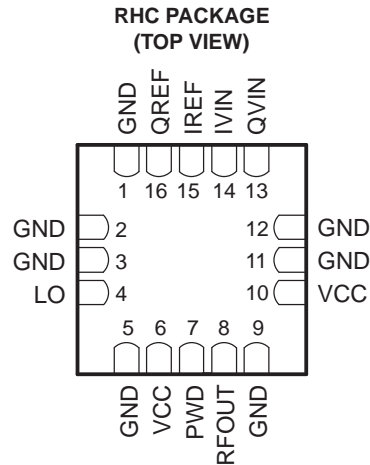 RHC PACKAGE
(TOP VIEW)
GND QREF IREF IVIN QVIN
1 16 15 14 13
GND 2 12 GND
GND 3 11 GND
LO 4 10 VCC
5 6 7 8 9
GND VCC PWD RFOUT GND